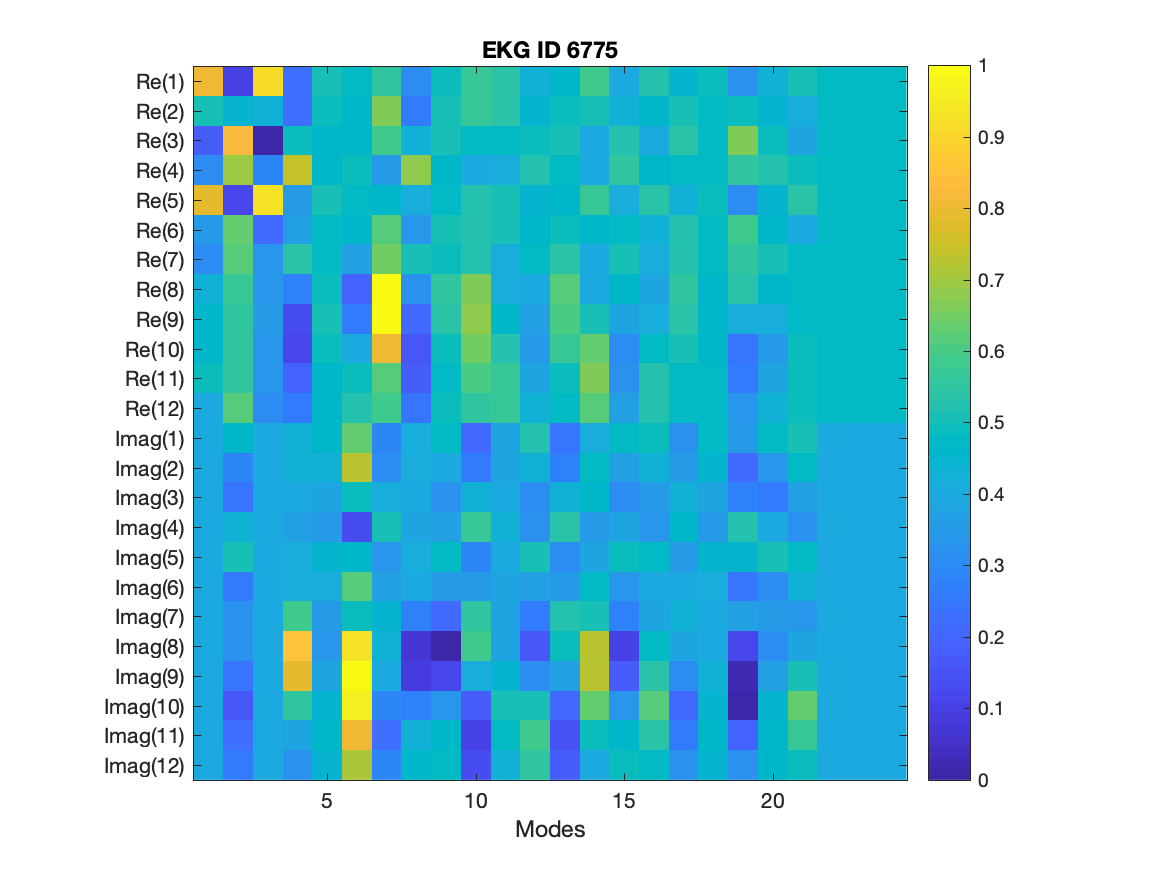 EKG ID 6775
Re(1)
Re(2)
Re(3)
Re(4)
Re(5)
Re(6)
Re(7)
Re(8)
Re(9)
Re(10)
Re(11)
Re(12)
Imag(1)
Imag(2)
Imag(3)
Imag(4)
Imag(5)
Imag(6)
Imag(7)
Imag(8)
Imag(9)
Imag(10)
Imag(11)
Imag(12)
5 10 15 20
Modes
1
0.9
0.8
0.7
0.6
0.5
0.4
0.3
0.2
0.1
0